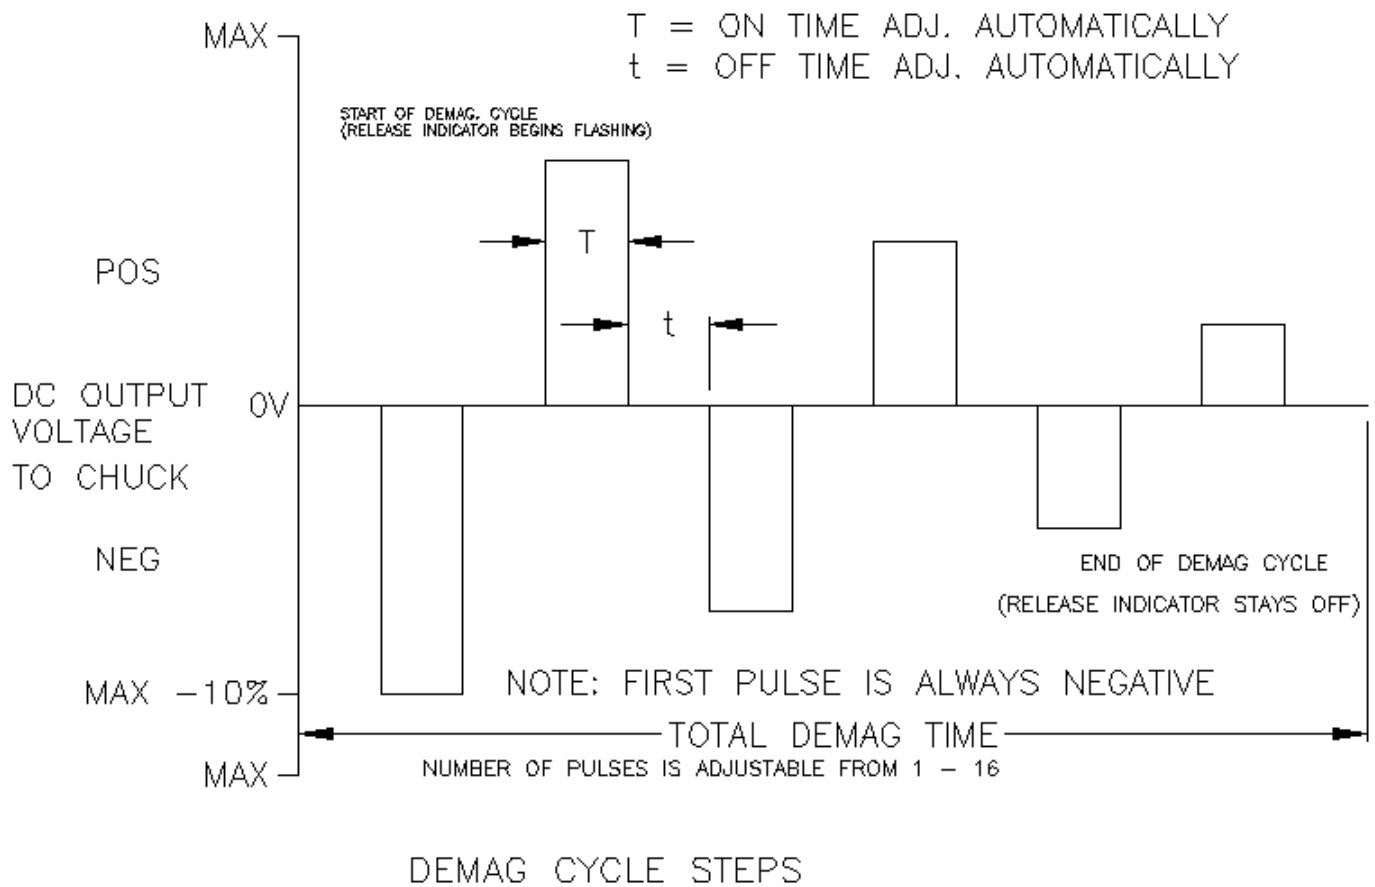 T = ON TIME ADJ. AUTOMATICALLY
t = OFF TIME ADJ. AUTOMATICALLY
MAX
START OF DEMAG. CYCLE
(RELEASE INDICATOR BEGINS FLASHING)
T
POS
t
DC OUTPUT
VOLTAGE
TO CHUCK
0V
NEG
END OF DEMAG CYCLE
(RELEASE INDICATOR STAYS OFF)
MAX -10%
NOTE: FIRST PULSE IS ALWAYS NEGATIVE
TOTAL DEMAG TIME
MAX
NUMBER OF PULSES IS ADJUSTABLE FROM 1 - 16
DEMAG CYCLE STEPS